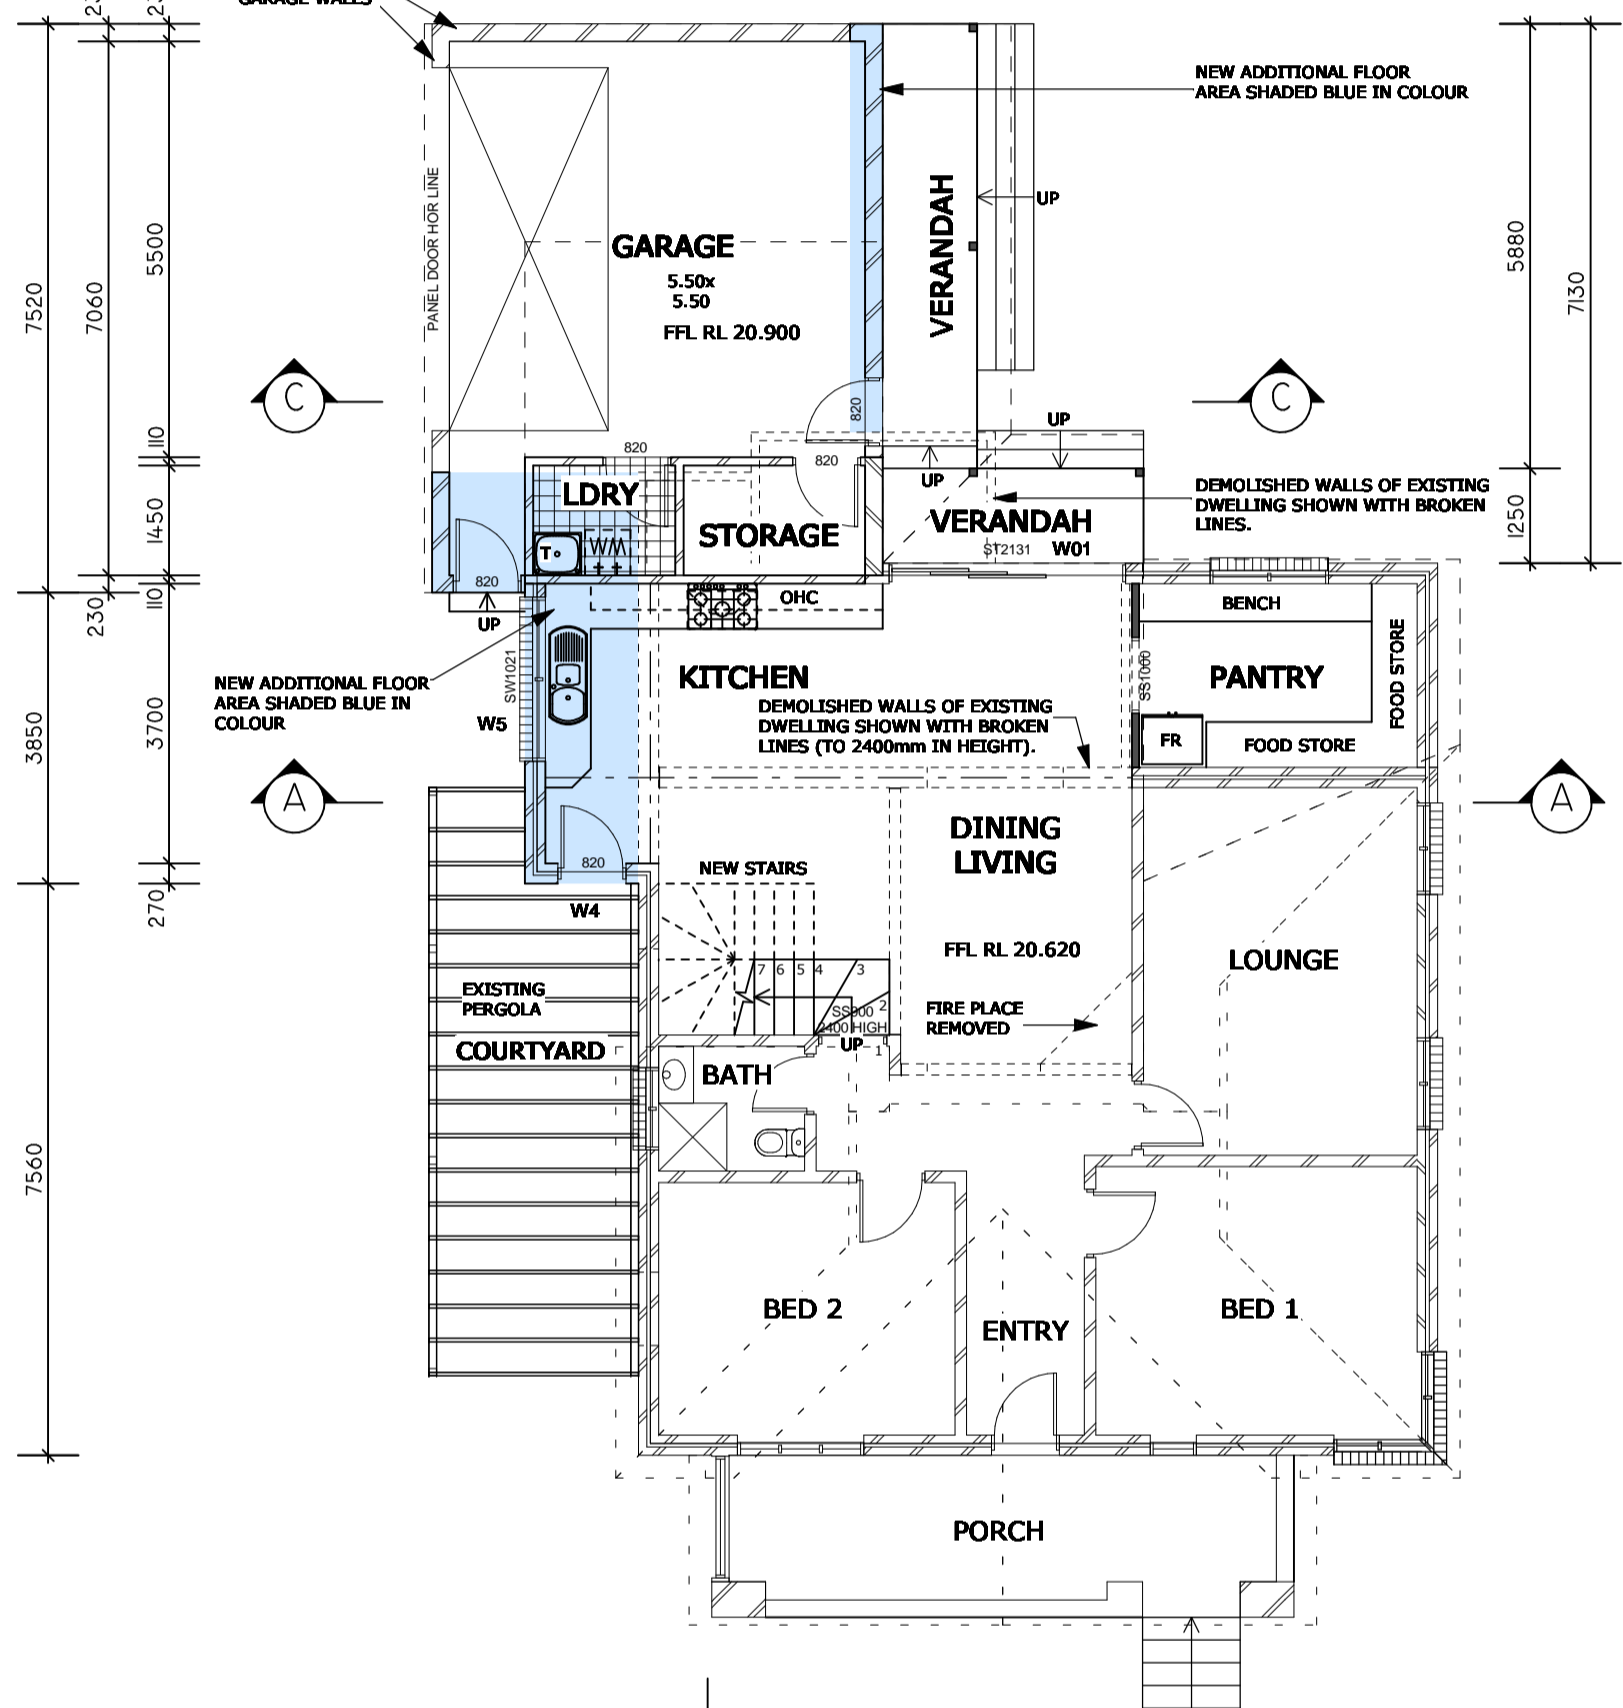 GARAGE WALLS
NEW ADDITIONAL FLOOR
AREA SHADED BLUE IN COLOUR
PANEL DOOR HOR LINE
GARAGE
5.50x
5.50
FFL RL 20.900
VERANDAH
UP
7520
7060
5500
5880
7130
C
C
820
820
820
UP
UP
110
1450
LDRY
STORAGE
T
WM
VERANDAH
ST2131
W01
DEMOLISHED WALLS OF EXISTING
DWELLING SHOWN WITH BROKEN
LINES.
1250
820
UP
230
110
OHC
BENCH
FOOD STORE
PANTRY
SS1000
FR
FOOD STORE
KITCHEN
SW1021
W5
NEW ADDITIONAL FLOOR
AREA SHADED BLUE IN
COLOUR
DEMOLISHED WALLS OF EXISTING
DWELLING SHOWN WITH BROKEN
LINES (TO 2400mm IN HEIGHT).
3850
3700
A
A
DINING
LIVING
820
NEW STAIRS
W4
270
FFL RL 20.620
LOUNGE
7
6
5
4
3
2
1
SS900
2400 HIGH
UP
EXISTING
PERGOLA
COURTYARD
FIRE PLACE
REMOVED
BATH
7560
BED 2
ENTRY
BED 1
PORCH